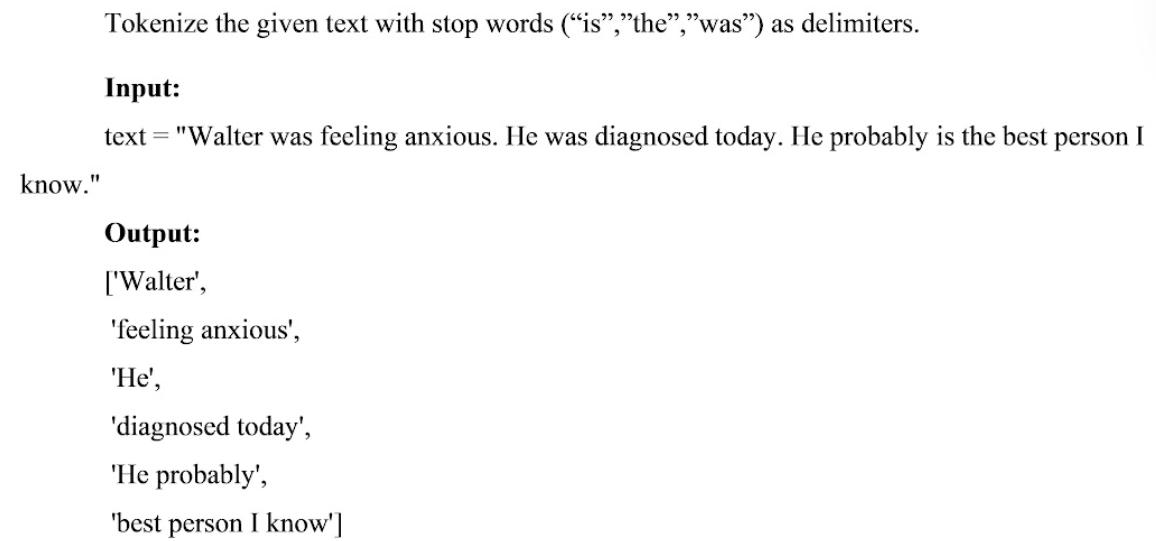 Tokenize the given text with stop words (“is”,”the”,”was”) as delimiters.
Input:
text = "Walter was feeling anxious. He was diagnosed today. He probably is the best person I
know."
Output:
['Walter',
'feeling anxious',
'He',
'diagnosed today',
'He probably',
'best person I know']